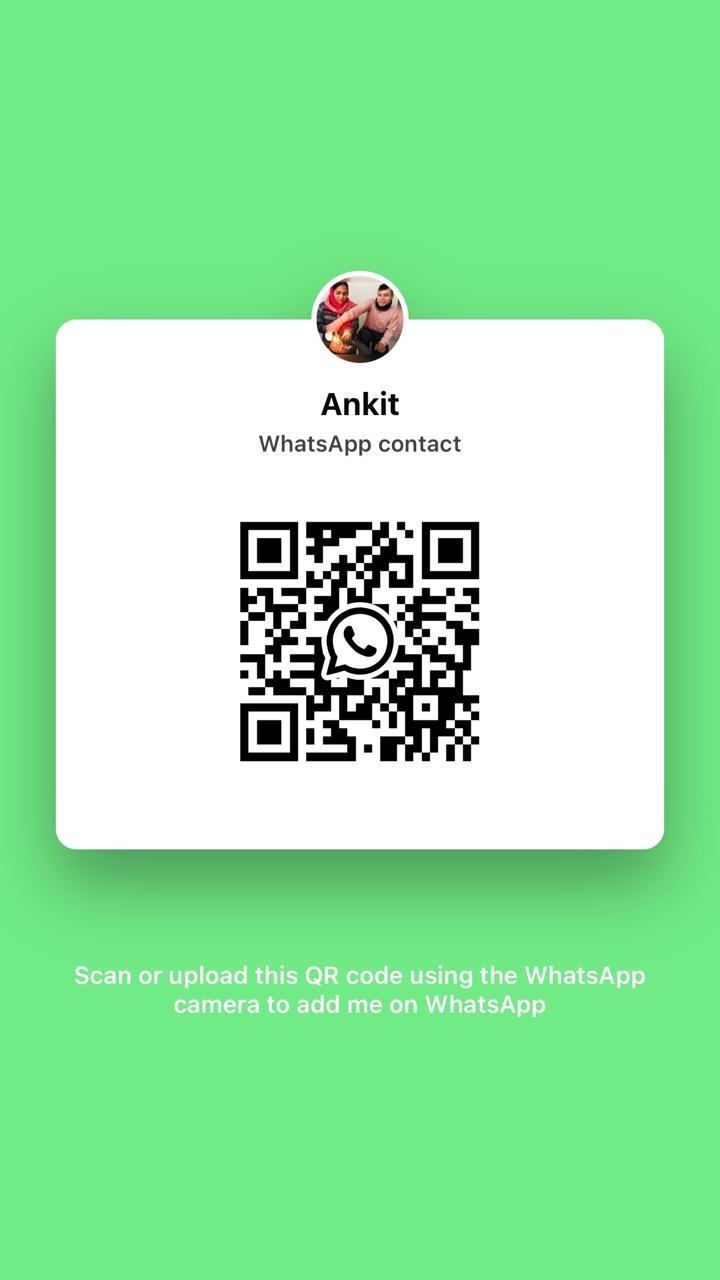 Ankit
WhatsApp contact
Scan or upload this QR code using the WhatsApp
camera to add me on WhatsApp